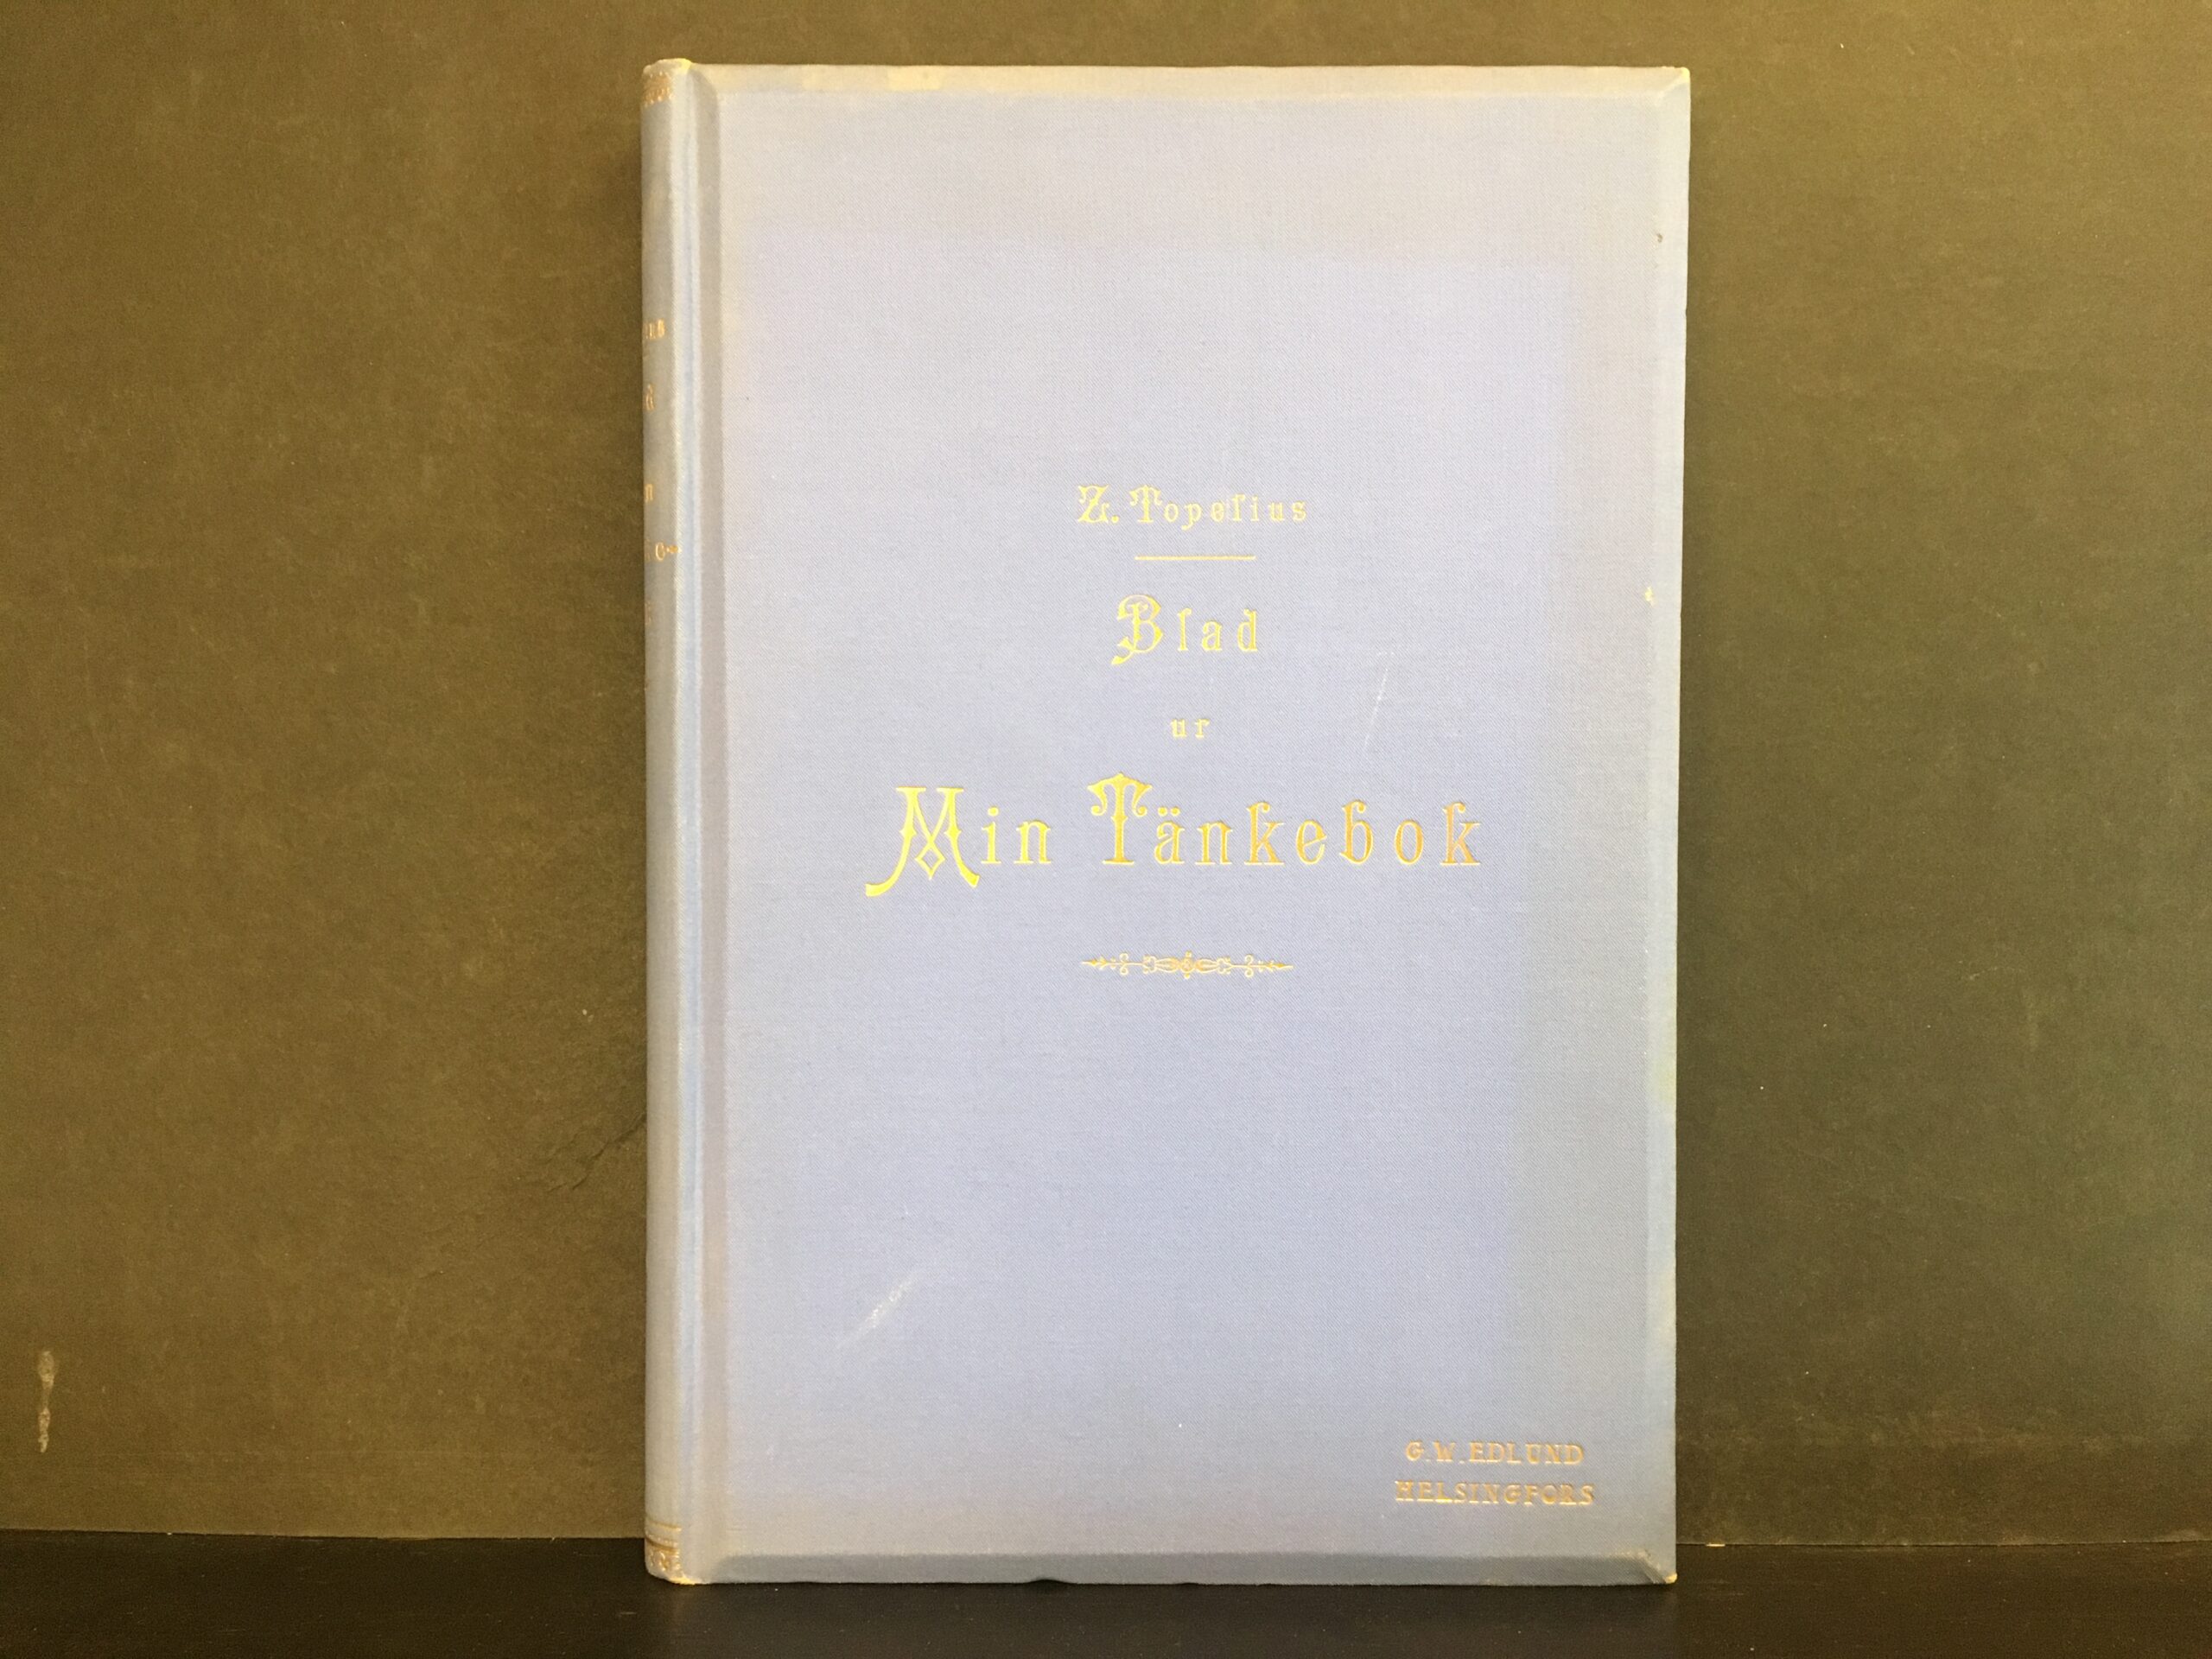 Z. Topelius
Blad
ur
Min Tänkebok
G.W. EDLUND
HELSINGFORS